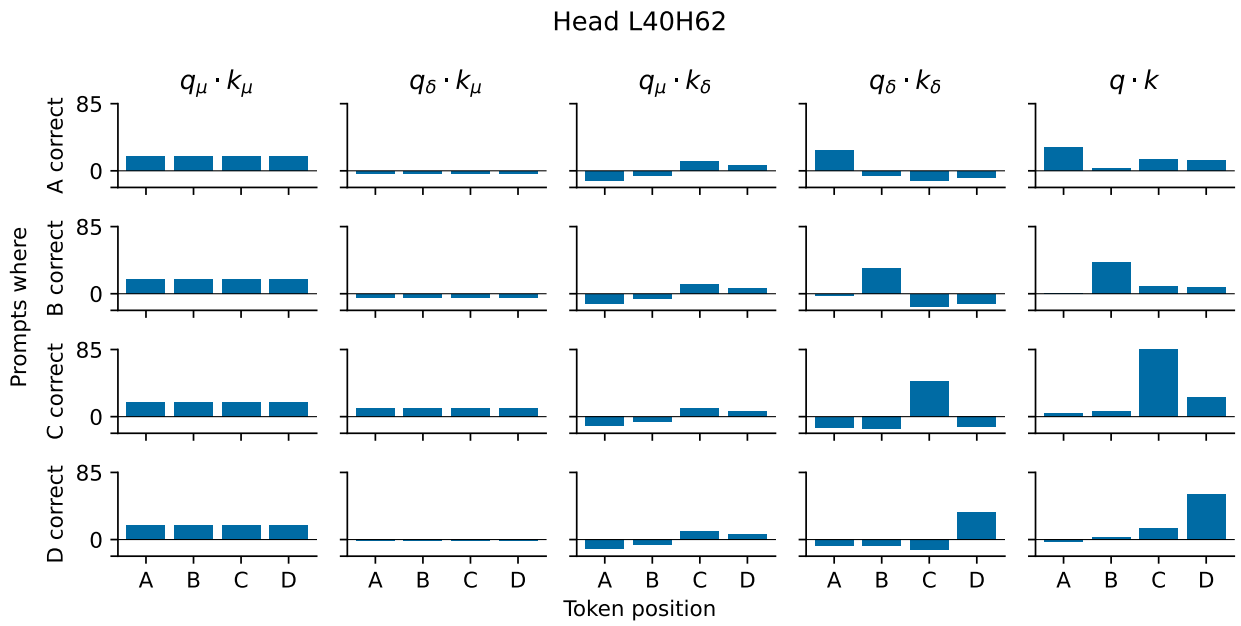 Head L40H62
q_μ · k_μ q_δ · k_μ q_μ · k_δ q_δ · k_δ q · k
Prompts where
A correct
85
0
B correct
85
0
C correct
85
0
D correct
85
0
A B C D A B C D A B C D A B C D A B C D
Token position